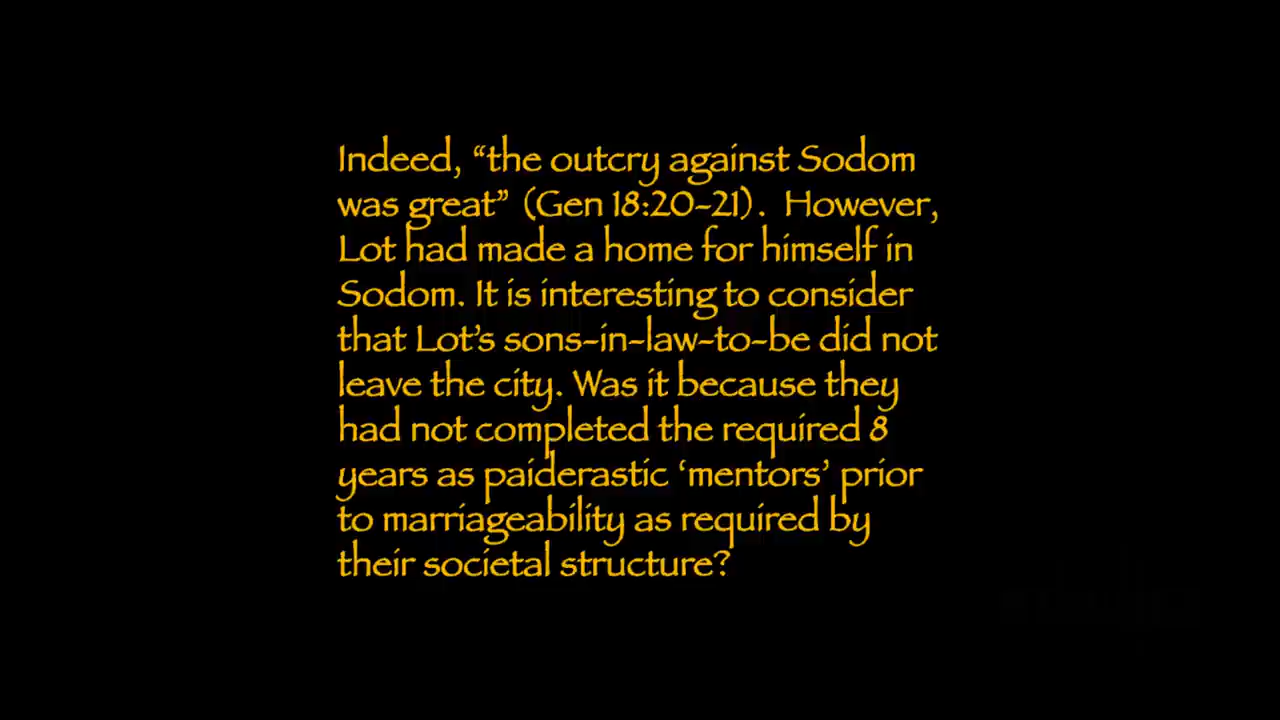 Indeed, “the outcry against Sodom
was great” (Gen 18:20-21). However,
Lot had made a home for himself in
Sodom. It is interesting to consider
that Lot’s sons-in-law-to-be did not
leave the city. Was it because they
had not completed the required 8
years as paiderastic ‘mentors’ prior
to marriageability as required by
their societal structure?